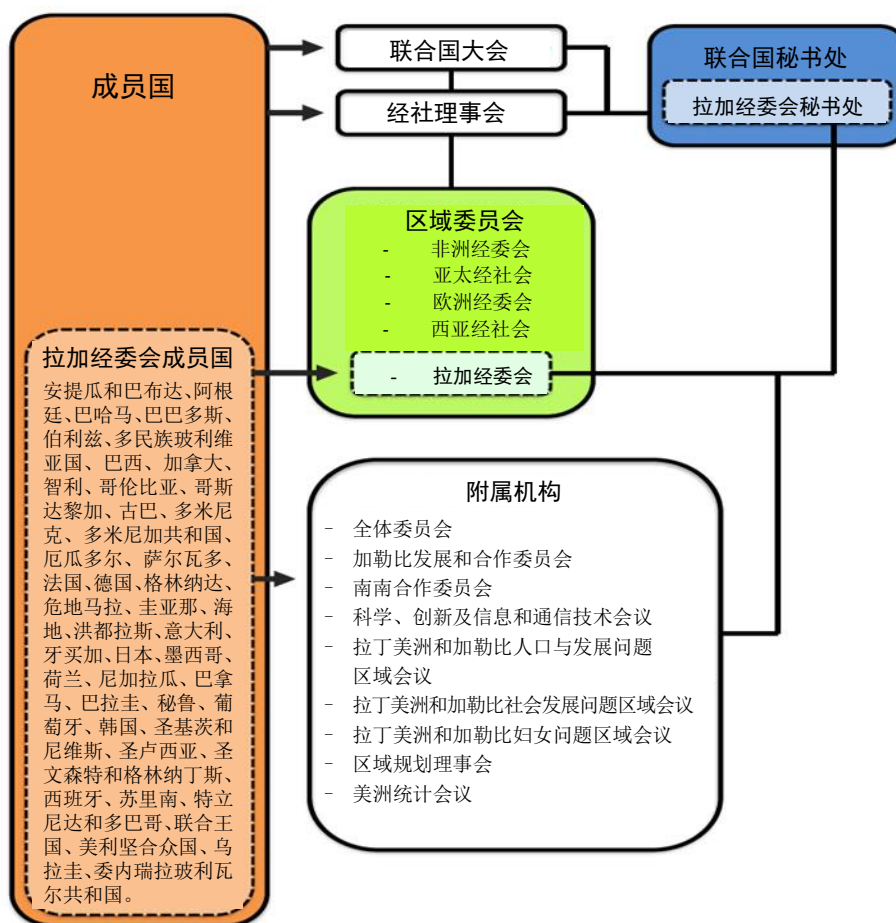 成员国
联合国大会
经社理事会
联合国秘书处
拉加经委会秘书处
区域委员会
- 非洲经委会
- 亚太经社会
- 欧洲经委会
- 西亚经社会
- 拉加经委会
拉加经委会成员国
安提瓜和巴布达、阿根
廷、巴哈马、巴巴多斯、
伯利兹、多民族玻利维
亚国、巴西、加拿大、
智利、哥伦比亚、哥斯
达黎加、古巴、多米尼
克、多米尼加共和国、
厄瓜多尔、萨尔瓦多、
法国、德国、格林纳达、
危地马拉、圭亚那、海
地、洪都拉斯、意大利、
牙买加、日本、墨西哥、
荷兰、尼加拉瓜、巴拿
马、巴拉圭、秘鲁、葡
萄牙、韩国、圣基茨和
尼维斯、圣卢西亚、圣
文森特和格林纳丁斯、
西班牙、苏里南、特立
尼达和多巴哥、联合王
国、美利坚合众国、乌
拉圭、委内瑞拉玻利瓦
尔共和国。
附属机构
- 全体委员会
- 加勒比发展和合作委员会
- 南南合作委员会
- 科学、创新及信息和通信技术会议
- 拉丁美洲和加勒比人口与发展问题
区域会议
- 拉丁美洲和加勒比社会发展问题区域会议
- 拉丁美洲和加勒比妇女问题区域会议
- 区域规划理事会
- 美洲统计会议